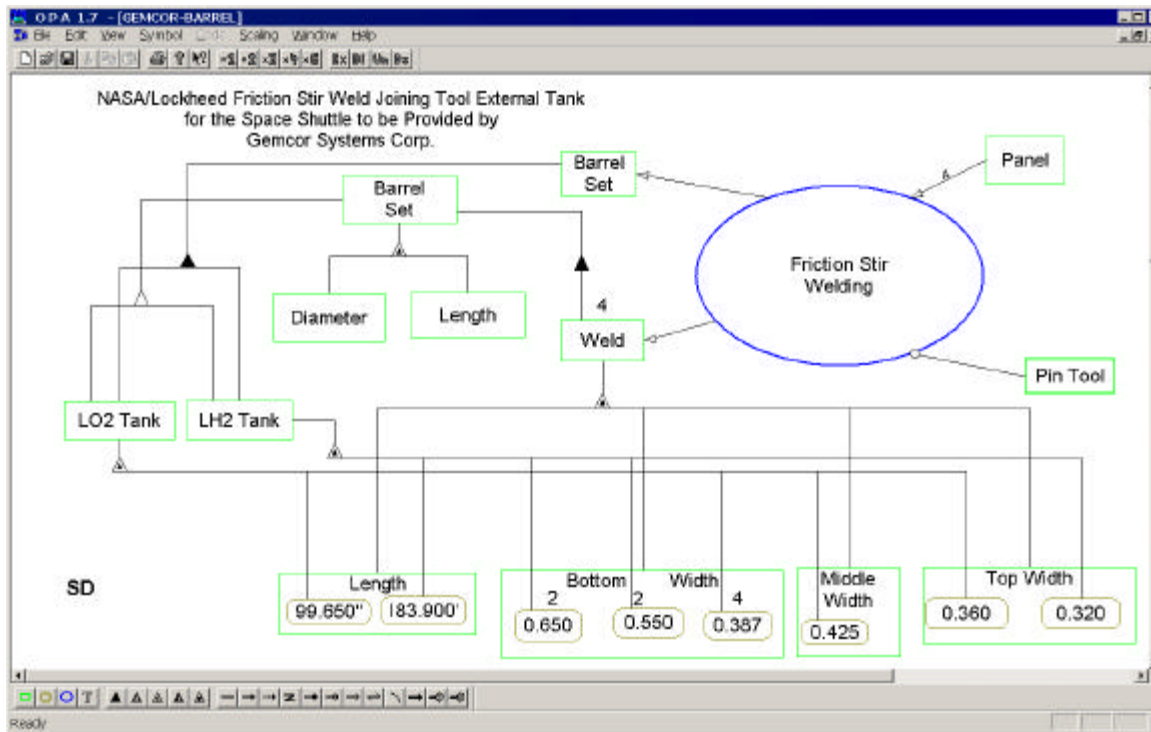 O P A 1.7 - [GEMCOR-BARREL]
File Edit View Symbol Scaling Window Help
NASA/Lockheed Friction Stir Weld Joining Tool External Tank
for the Space Shuttle to be Provided by
Gemcor Systems Corp.
Barrel
Set
Panel
Barrel
Set
Friction Stir
Welding
Diameter
Length
4
Weld
Pin Tool
LO2 Tank
LH2 Tank
SD
Length
99.650"
183.900'
Bottom Width
2 2 4
0.650
0.550
0.387
Middle
Width
0.425
Top Width
0.360
0.320
Ready